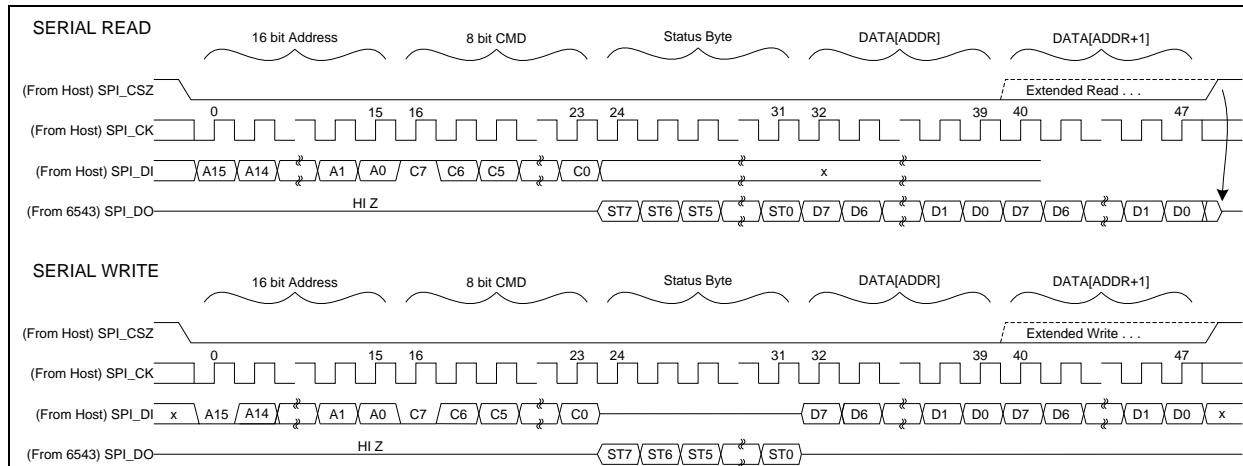 SERIAL READ
16 bit Address 8 bit CMD Status Byte DATA[ADDR] DATA[ADDR+1]
(From Host) SPI_CSZ Extended Read . . .
0 15 16 23 24 31 32 39 40 47
(From Host) SPI_CK
(From Host) SPI_DI A15 A14 A1 A0 C7 C6 C5 C0 x
HI Z
(From 6543) SPI_DO ST7 ST6 ST5 ST0 D7 D6 D1 D0 D7 D6 D1 D0
SERIAL WRITE
16 bit Address 8 bit CMD Status Byte DATA[ADDR] DATA[ADDR+1]
(From Host) SPI_CSZ Extended Write . . .
0 15 16 23 24 31 32 39 40 47
(From Host) SPI_CK
(From Host) SPI_DI x A15 A14 A1 A0 C7 C6 C5 C0 D7 D6 D1 D0 D7 D6 D1 D0 x
HI Z
(From 6543) SPI_DO ST7 ST6 ST5 ST0